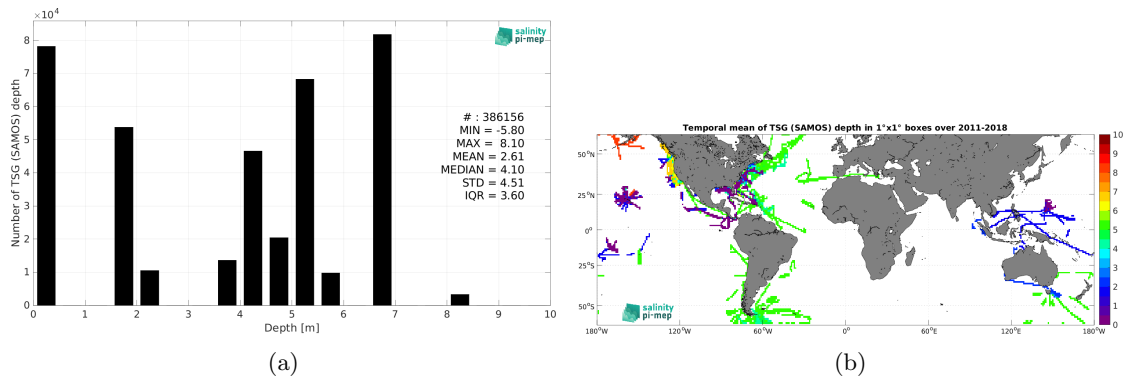 ×10⁴
8
7
6
5
4
3
2
1
0
Number of TSG (SAMOS) depth
0 1 2 3 4 5 6 7 8 9 10
Depth [m]
salinity
pi-mep
# : 386156
MIN = -5.80
MAX = 8.10
MEAN = 2.61
MEDIAN = 4.10
STD = 4.51
IQR = 3.60
(a)
Temporal mean of TSG (SAMOS) depth in 1°x1° boxes over 2011-2018
50°N
25°N
0°
25°S
50°S
180°W 120°W 60°W 0°E 60°E 120°E 180°W
10
9
8
7
6
5
4
3
2
1
0
salinity
pi-mep
(b)